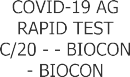 COVID-19 AG
RAPID TEST
C/20 - - BIOCON
- BIOCON